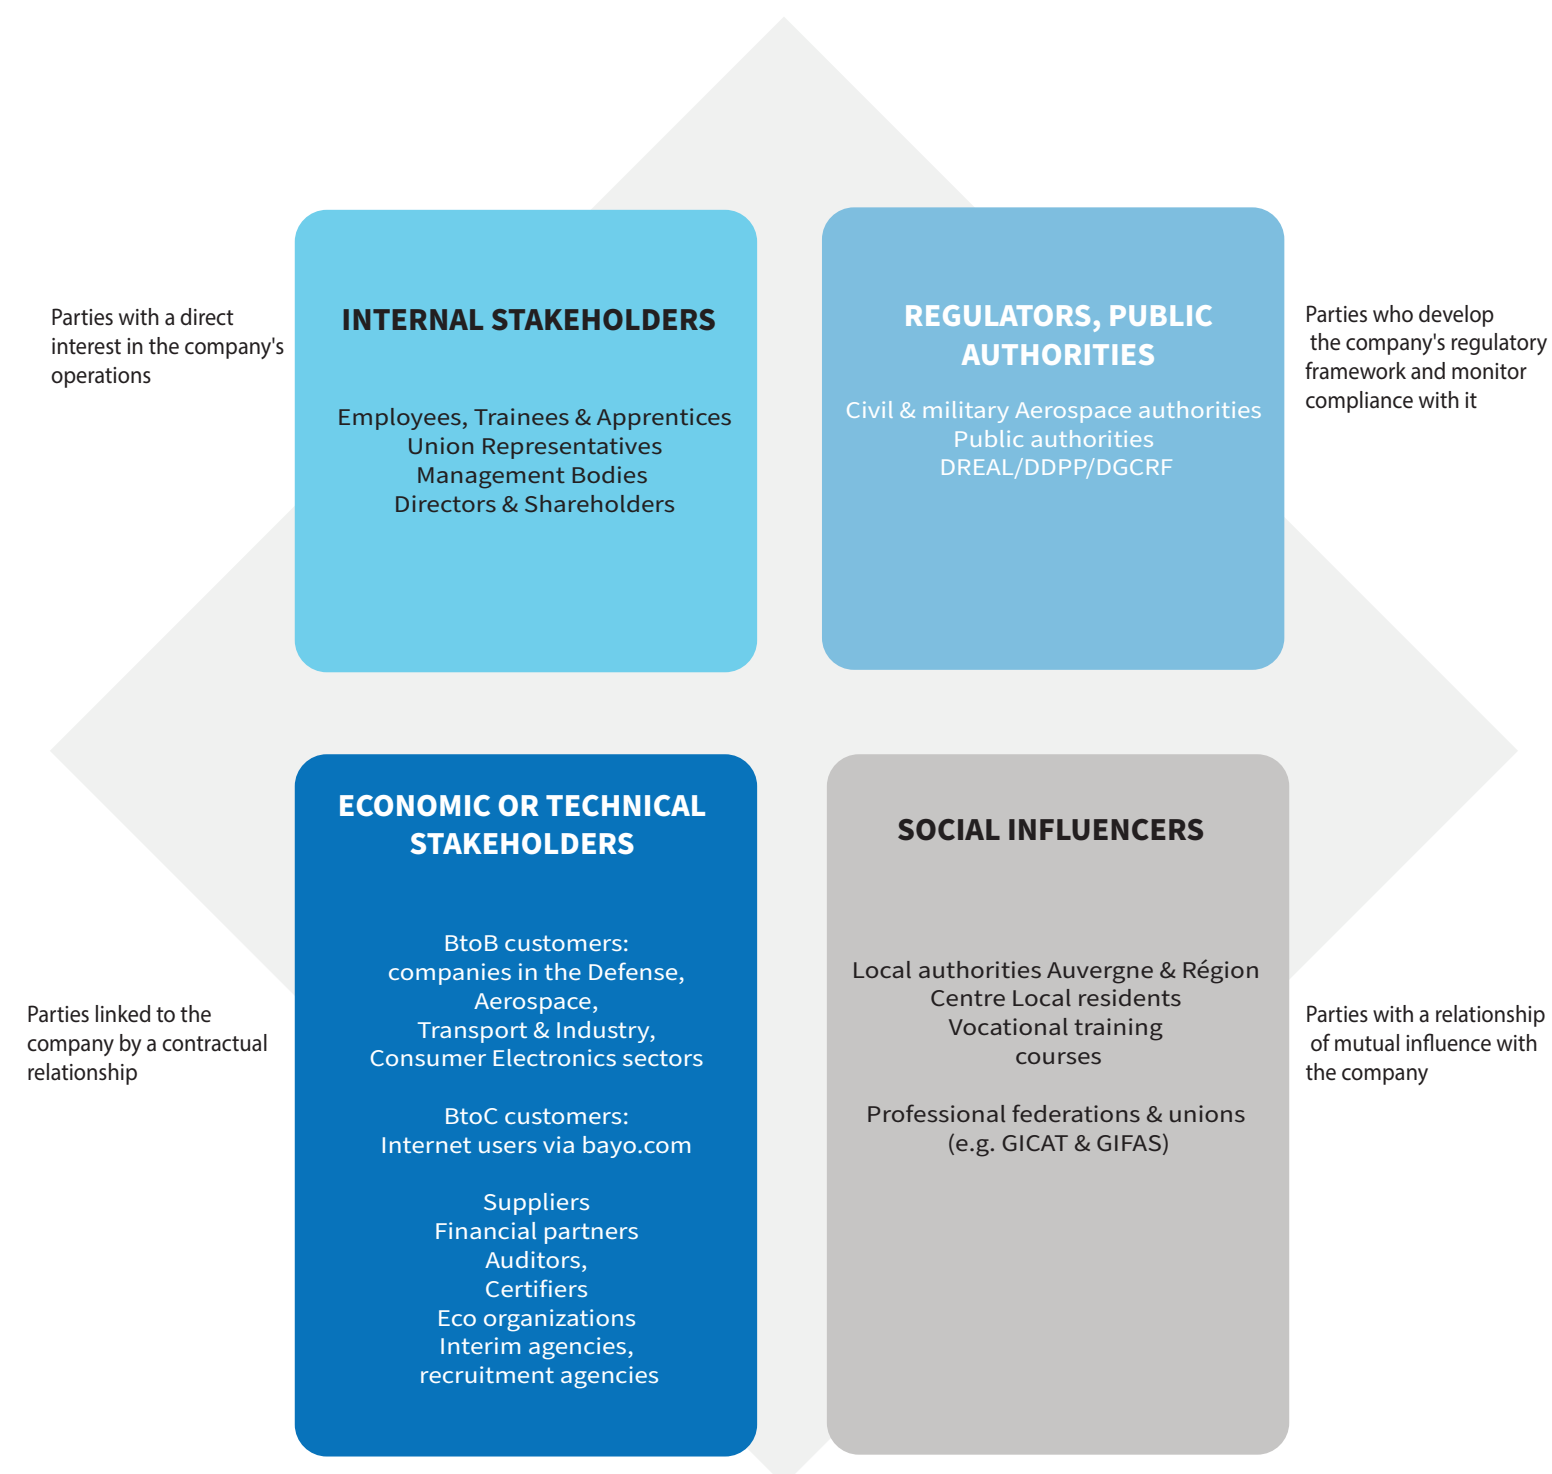 Parties with a direct
interest in the company's
operations
INTERNAL STAKEHOLDERS
Employees, Trainees & Apprentices
Union Representatives
Management Bodies
Directors & Shareholders
REGULATORS, PUBLIC
AUTHORITIES
Civil & military Aerospace authorities
Public authorities
DREAL/DDPP/DGCRF
Parties who develop
the company's regulatory
framework and monitor
compliance with it
Parties linked to the
company by a contractual
relationship
ECONOMIC OR TECHNICAL
STAKEHOLDERS
BtoB customers:
companies in the Defense,
Aerospace,
Transport & Industry,
Consumer Electronics sectors
BtoC customers:
Internet users via bayo.com
Suppliers
Financial partners
Auditors,
Certifiers
Eco organizations
Interim agencies,
recruitment agencies
SOCIAL INFLUENCERS
Local authorities Auvergne & Région
Centre Local residents
Vocational training
courses
Professional federations & unions
(e.g. GICAT & GIFAS)
Parties with a relationship
of mutual influence with
the company